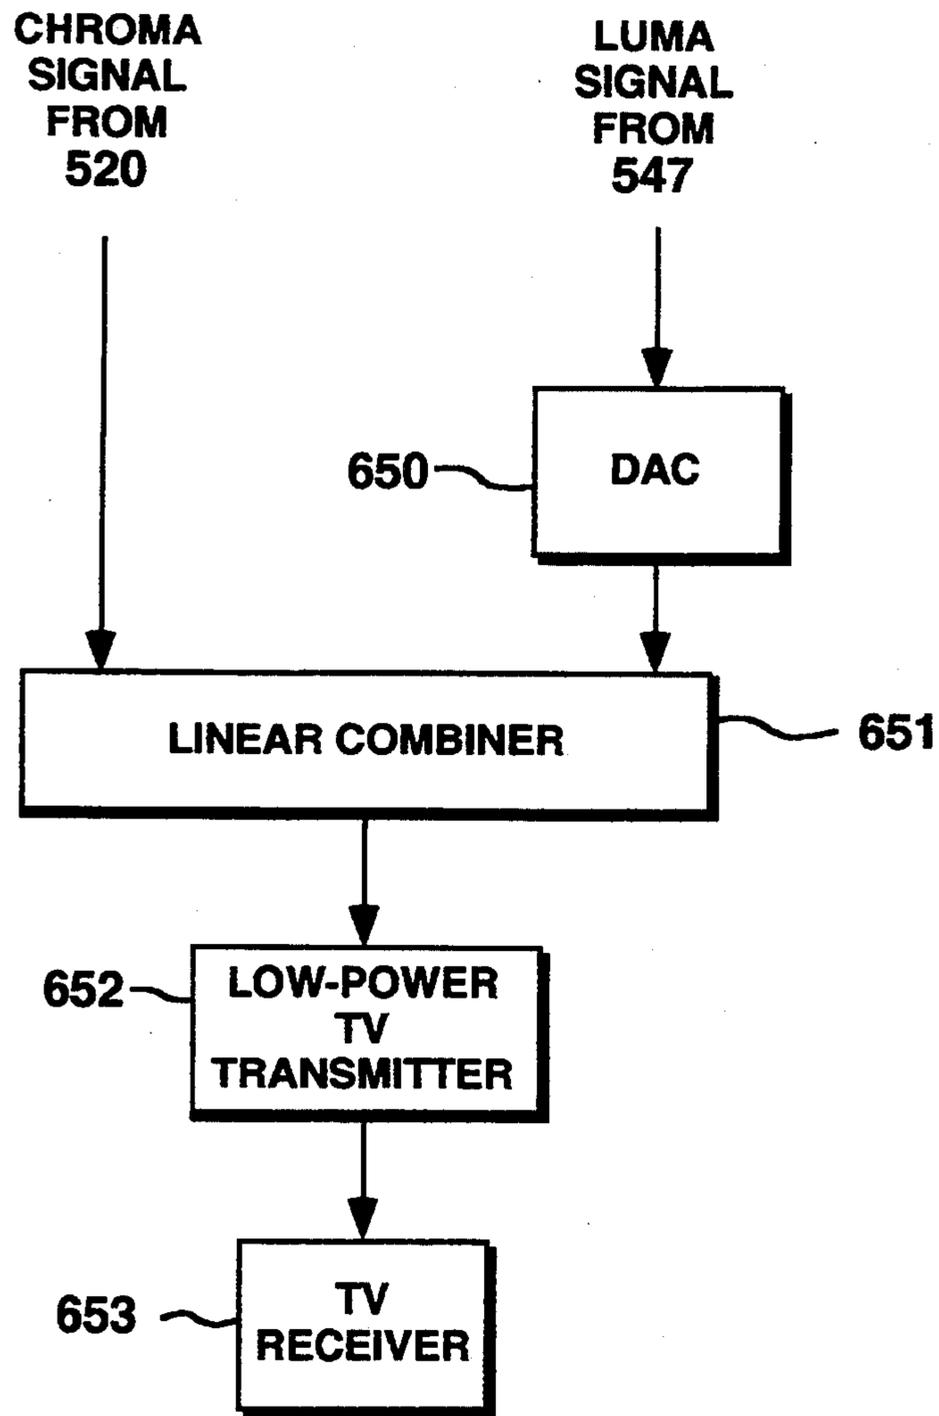 CHROMA
SIGNAL
FROM
520
LUMA
SIGNAL
FROM
547
650
DAC
LINEAR COMBINER
651
652
LOW-POWER
TV
TRANSMITTER
653
TV
RECEIVER